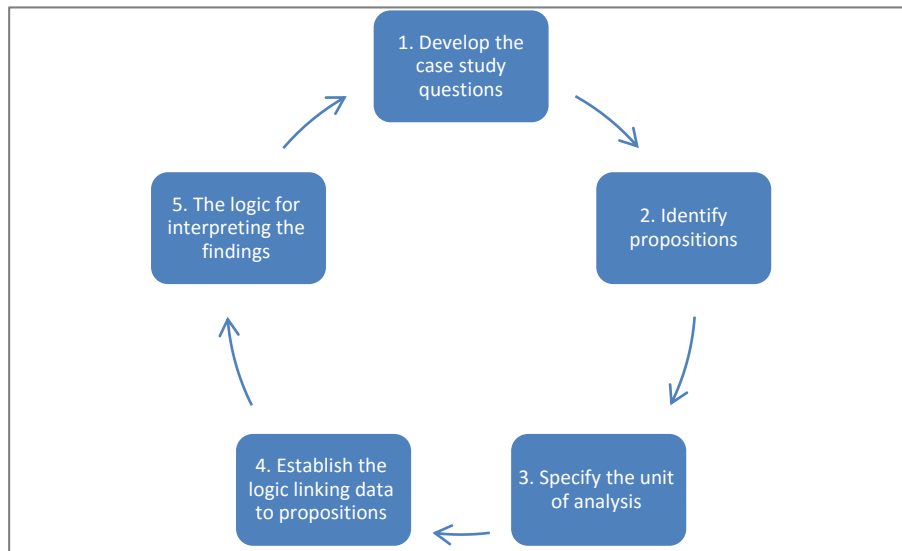 1. Develop the
case study
questions
2. Identify
propositions
3. Specify the unit
of analysis
4. Establish the
logic linking data
to propositions
5. The logic for
interpreting the
findings